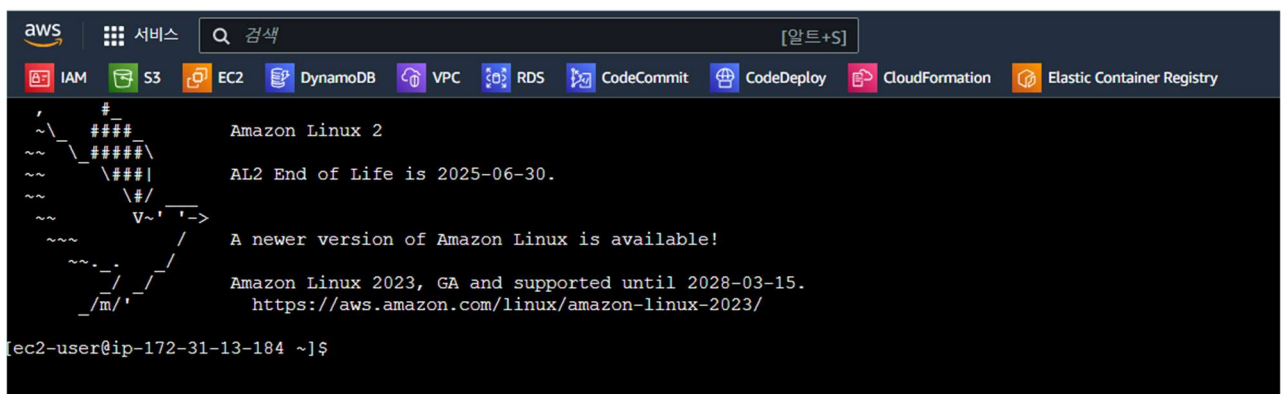 aws 서비스 검색 [알트+S]
IAM S3 EC2 DynamoDB VPC RDS CodeCommit CodeDeploy CloudFormation Elastic Container Registry
   ,     #_
  ~\_  ####_        Amazon Linux 2
 ~~  \_#####\
 ~~     \###|       AL2 End of Life is 2025-06-30.
 ~~       \#/ ___
  ~~       V~' '->
   ~~~         /    A newer version of Amazon Linux is available!
     ~~._.   _/
        _/ _/       Amazon Linux 2023, GA and supported until 2028-03-15.
      _/m/'           https://aws.amazon.com/linux/amazon-linux-2023/
[ec2-user@ip-172-31-13-184 ~]$